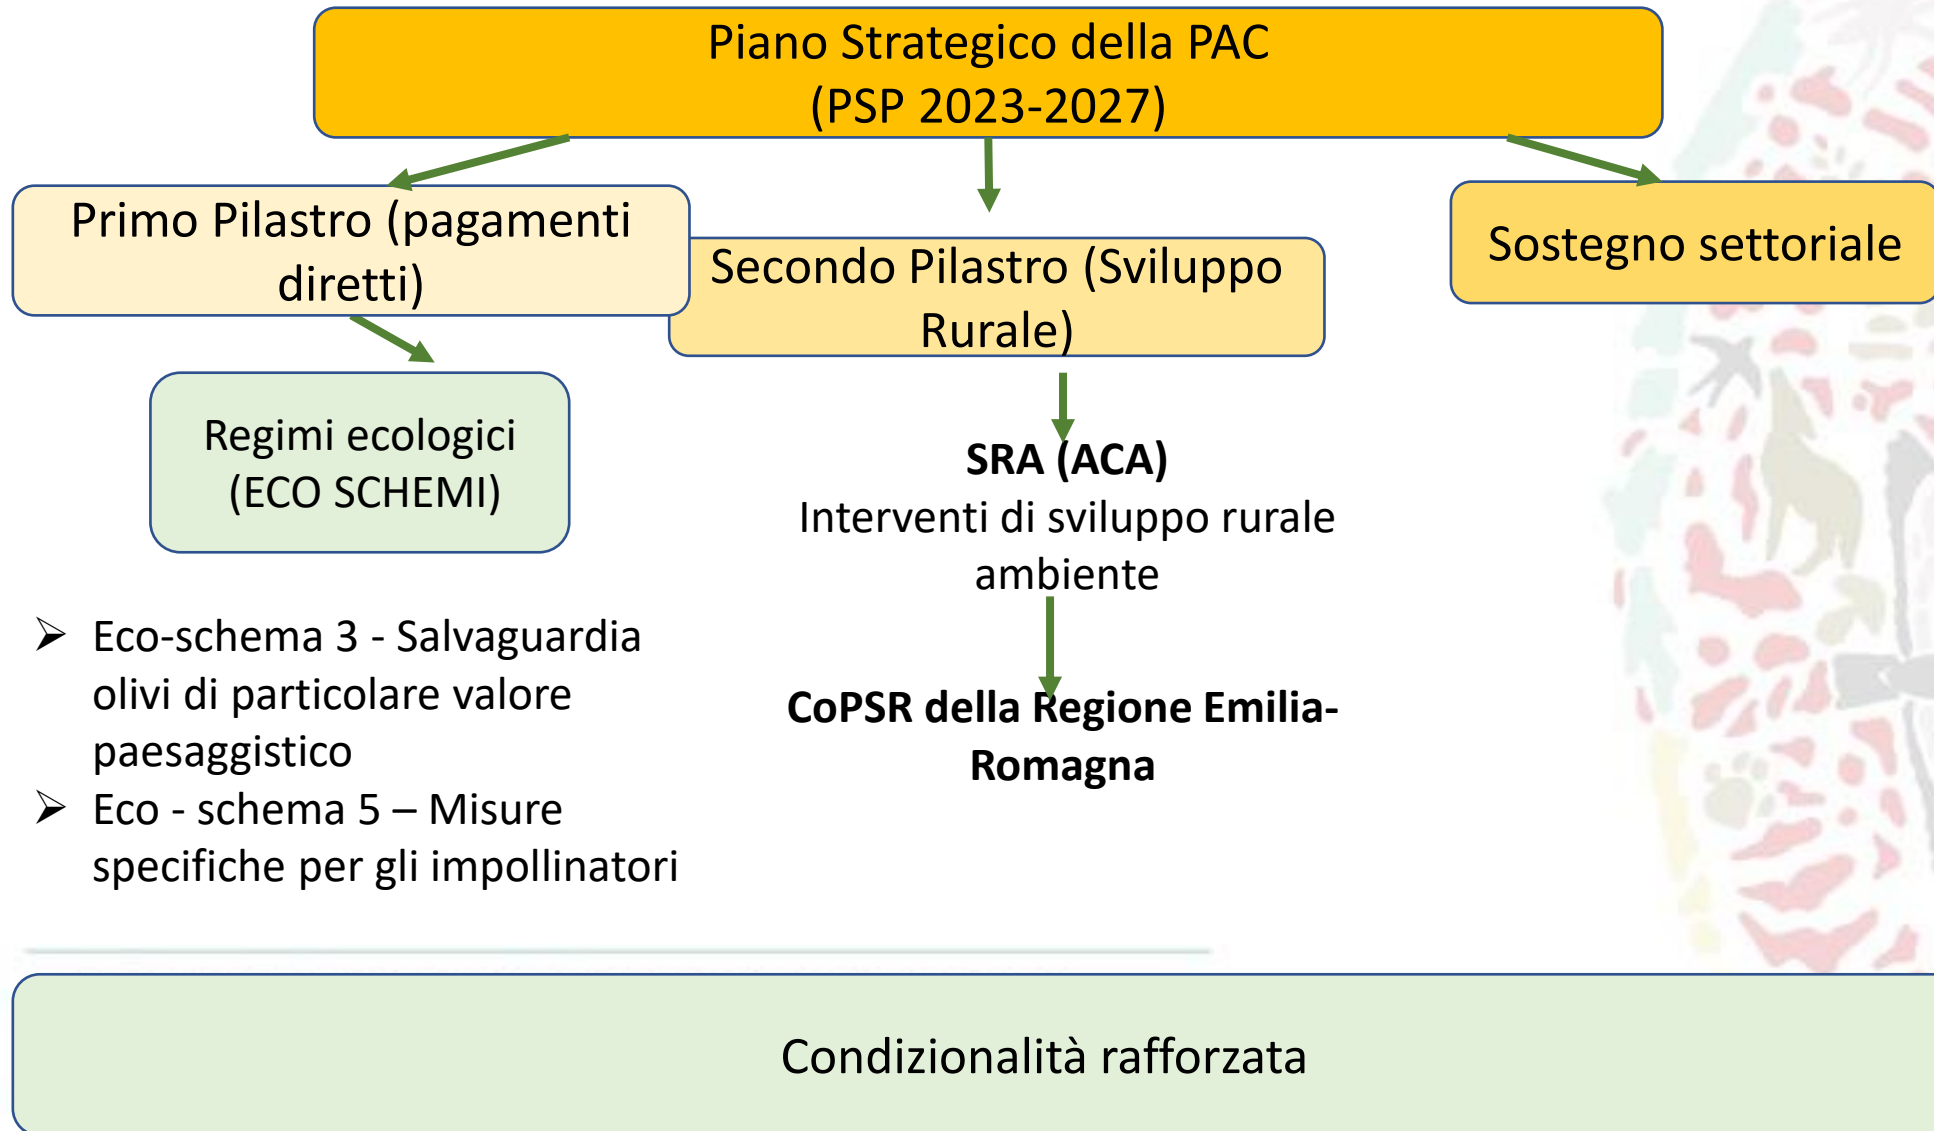 Piano Strategico della PAC
(PSP 2023-2027)
Primo Pilastro (pagamenti
diretti)
Secondo Pilastro (Sviluppo
Rurale)
Sostegno settoriale
Regimi ecologici
(ECO SCHEMI)
SRA (ACA)
Interventi di sviluppo rurale
ambiente
➢ Eco-schema 3 - Salvaguardia
olivi di particolare valore
paesaggistico
➢ Eco - schema 5 – Misure
specifiche per gli impollinatori
CoPSR della Regione Emilia-
Romagna
Condizionalità rafforzata